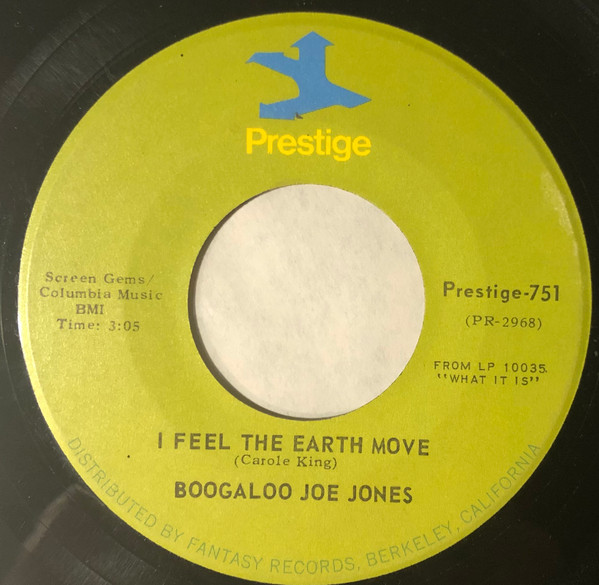 Prestige
Screen Gems/
Columbia Music
BMI
Time: 3:05
Prestige-751
(PR-2968)
FROM LP 10035
"WHAT IT IS"
I FEEL THE EARTH MOVE
(Carole King)
BOOGALOO JOE JONES
DISTRIBUTED BY FANTASY RECORDS, BERKELEY, CALIFORNIA